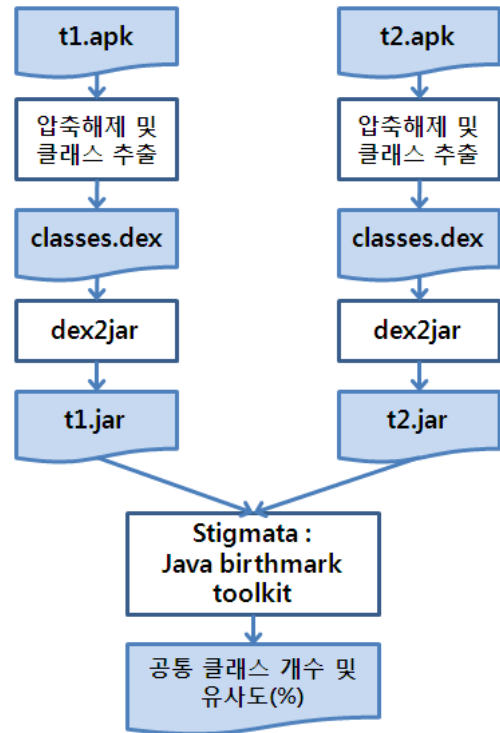 t1.apk
압축해제 및
클래스 추출
classes.dex
dex2jar
t1.jar
t2.apk
압축해제 및
클래스 추출
classes.dex
dex2jar
t2.jar
Stigmata :
Java birthmark
toolkit
공통 클래스 개수 및
유사도(%)